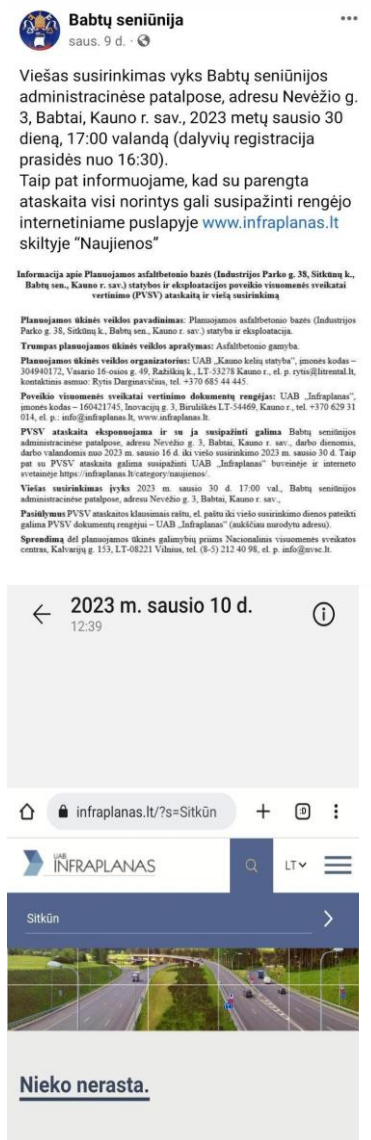 Babtų seniūnija
saus. 9 d. ·
Viešas susirinkimas vyks Babtų seniūnijos
administracinėse patalpose, adresu Nevėžio g.
3, Babtai, Kauno r. sav., 2023 metų sausio 30
dieną, 17:00 valandą (dalyvių registracija
prasidės nuo 16:30).
Taip pat informuojame, kad su parengta
ataskaita visi norintys gali susipažinti rengėjo
internetiniame puslapyje www.infraplanas.lt
skiltyje “Naujienos”
Informacija apie Planuojamos asfaltbetonio bazės (Industrijos Parko g. 38, Sitkūnų k.,
Babtų sen., Kauno r. sav.) statybos ir eksploatacijos poveikio visuomenės sveikatai
vertinimo (PVSV) ataskaitą ir viešą susirinkimą
Planuojamos ūkinės veiklos pavadinimas: Planuojamos asfaltbetonio bazės (Industrijos
Parko g. 38, Sitkūnų k., Babtų sen., Kauno r. sav.) statyba ir eksploatacija.
Trumpas planuojamos ūkinės veiklos aprašymas: Asfaltbetonio gamyba.
Planuojamos ūkinės veiklos organizatorius: UAB „Kauno kelių statyba“, įmonės kodas –
304940172, Vasario 16-osios g. 49, Ražiškių k., LT-53278 Kauno r., el. p. rytis@litrental.lt,
kontaktinis asmuo: Rytis Darginavičius, tel. +370 685 44 445.
Poveikio visuomenės sveikatai vertinimo dokumentų rengėjas: UAB „Infraplanas“,
įmonės kodas – 160421745, Inovacijų g. 3, Biruliškės LT-54469, Kauno r., tel. +370 629 31
014, el. p.: info@infraplanas.lt, www.infraplanas.lt.
PVSV ataskaita eksponuojama ir su ja susipažinti galima Babtų seniūnijos
administracinėse patalpose, adresu Nevėžio g. 3, Babtai, Kauno r. sav., darbo dienomis,
darbo valandomis nuo 2023 m. sausio 16 d. iki viešo susirinkimo 2023 m. sausio 30 d. Taip
pat su PVSV ataskaita galima susipažinti UAB „Infraplanas“ buveinėje ir interneto
svetainėje https://infraplanas.lt/category/naujienos/.
Viešas susirinkimas įvyks 2023 m. sausio 30 d. 17:00 val., Babtų seniūnijos
administracinėse patalpose, adresu Nevėžio g. 3, Babtai, Kauno r. sav.,
Pasiūlymus PVSV ataskaitos klausimais raštu, el. paštu iki viešo susirinkimo dienos pateikti
galima PVSV dokumentų rengėjui – UAB „Infraplanas“ (aukščiau nurodytu adresu).
Sprendimą dėl planuojamos ūkinės veiklos galimybių priims Nacionalinis visuomenės sveikatos
centras, Kalvarijų g. 153, LT-08221 Vilnius, tel. (8-5) 212 40 98, el. p. info@nvsc.lt.
2023 m. sausio 10 d.
12:39
infraplanas.lt/?s=Sitkūn
:D
UAB
INFRAPLANAS
LT
Sitkūn
Nieko nerasta.